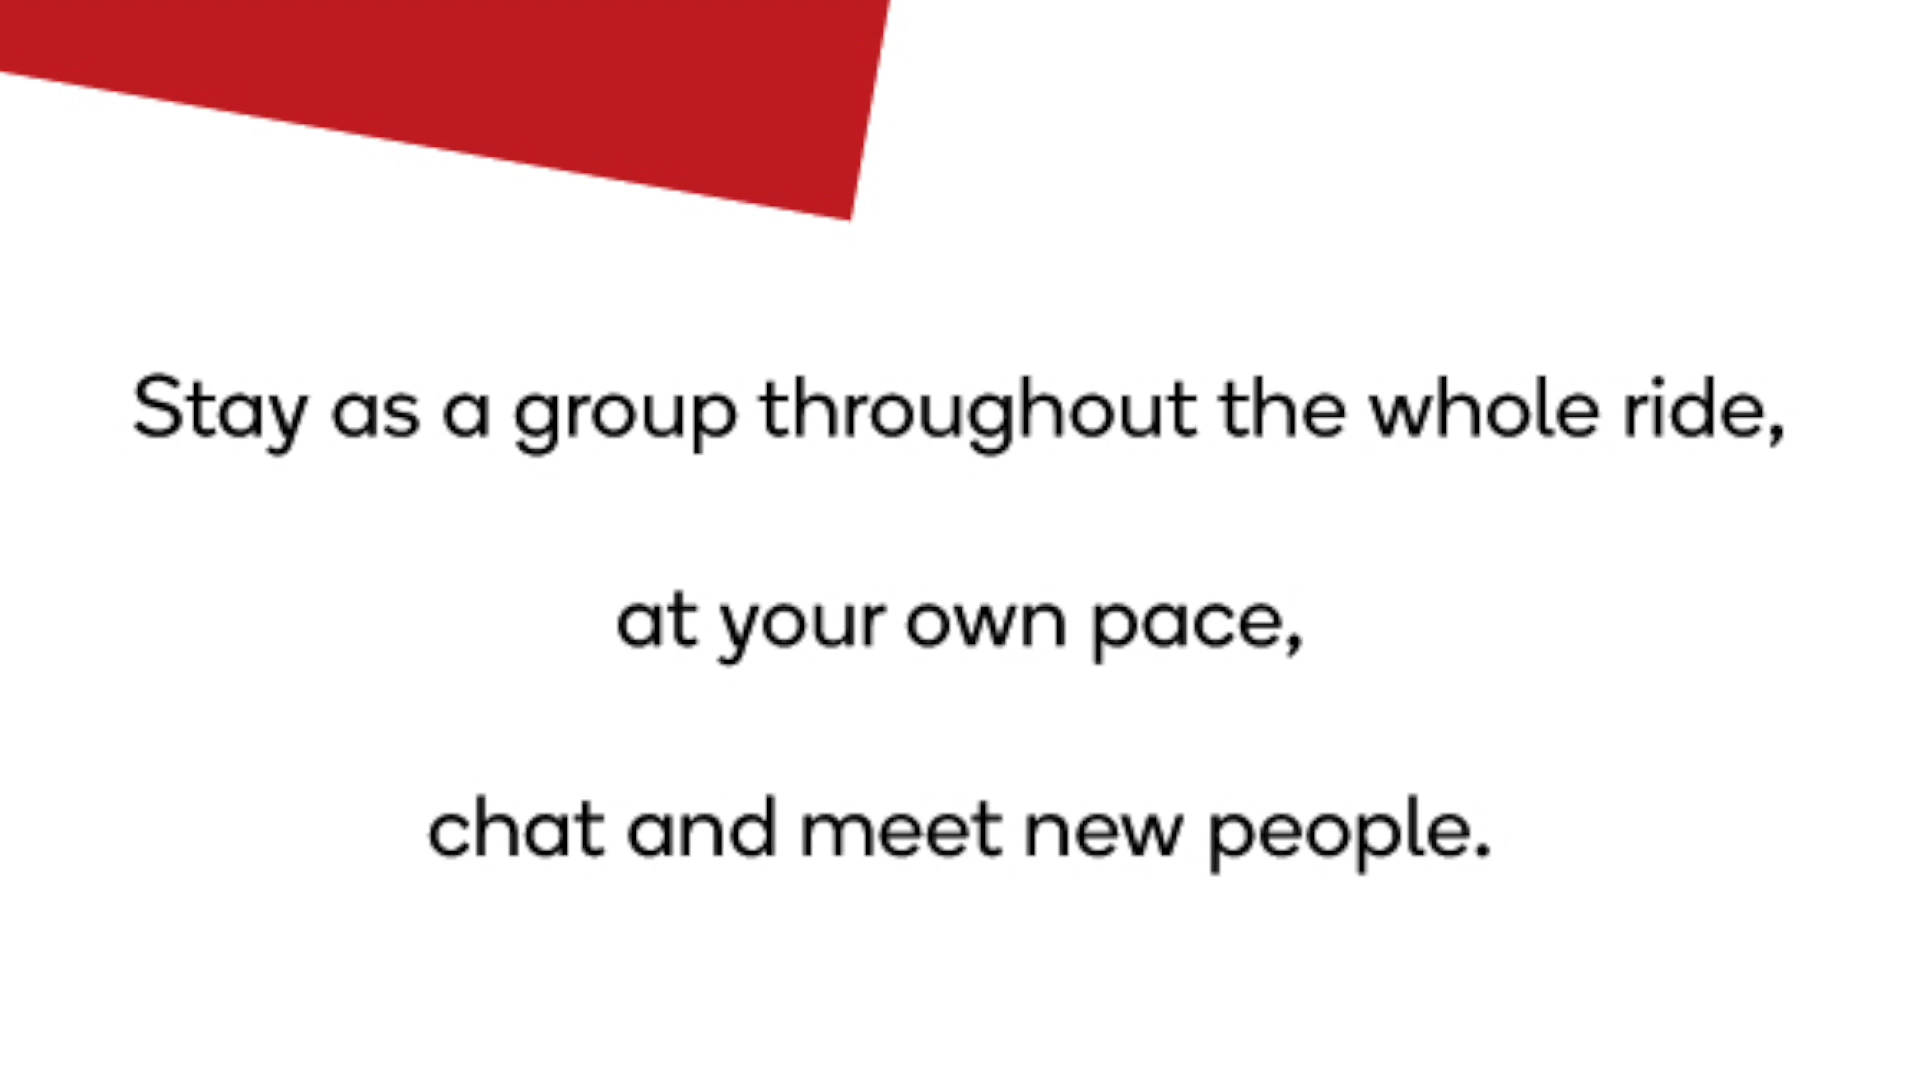 Stay as a group throughout the whole ride,
at your own pace,
chat and meet new people.